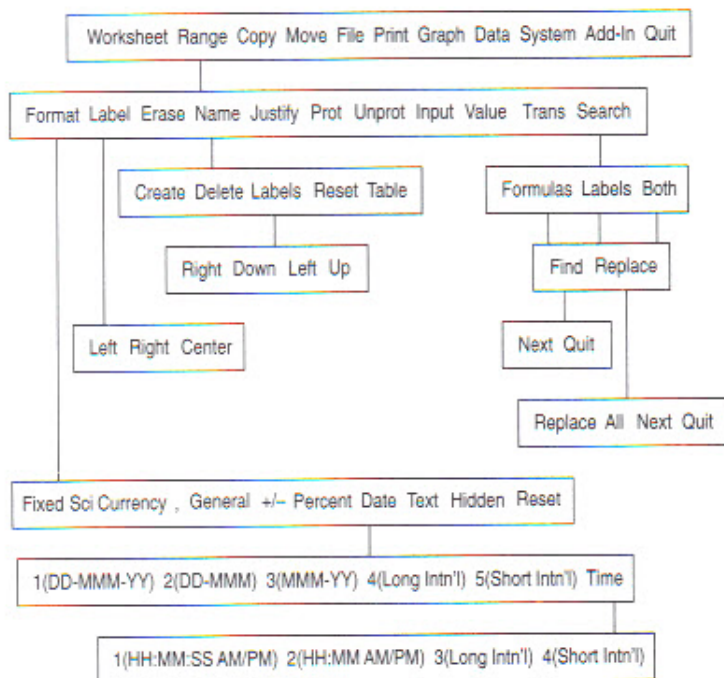 Worksheet Range Copy Move File Print Graph Data System Add-In Quit
Format Label Erase Name Justify Prot Unprot Input Value Trans Search
Create Delete Labels Reset Table
Formulas Labels Both
Right Down Left Up
Find Replace
Left Right Center
Next Quit
Replace All Next Quit
Fixed Sci Currency , General +/– Percent Date Text Hidden Reset
1(DD-MMM-YY) 2(DD-MMM) 3(MMM-YY) 4(Long Intn'l) 5(Short Intn'l) Time
1(HH:MM:SS AM/PM) 2(HH:MM AM/PM) 3(Long Intn'l) 4(Short Intn'l)